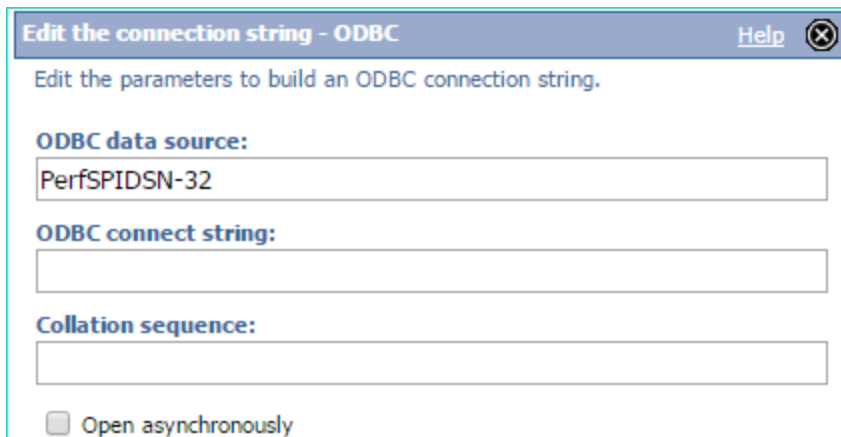 Edit the connection string - ODBC Help
Edit the parameters to build an ODBC connection string.
ODBC data source:
PerfSPIDSN-32
ODBC connect string:
Collation sequence:
Open asynchronously